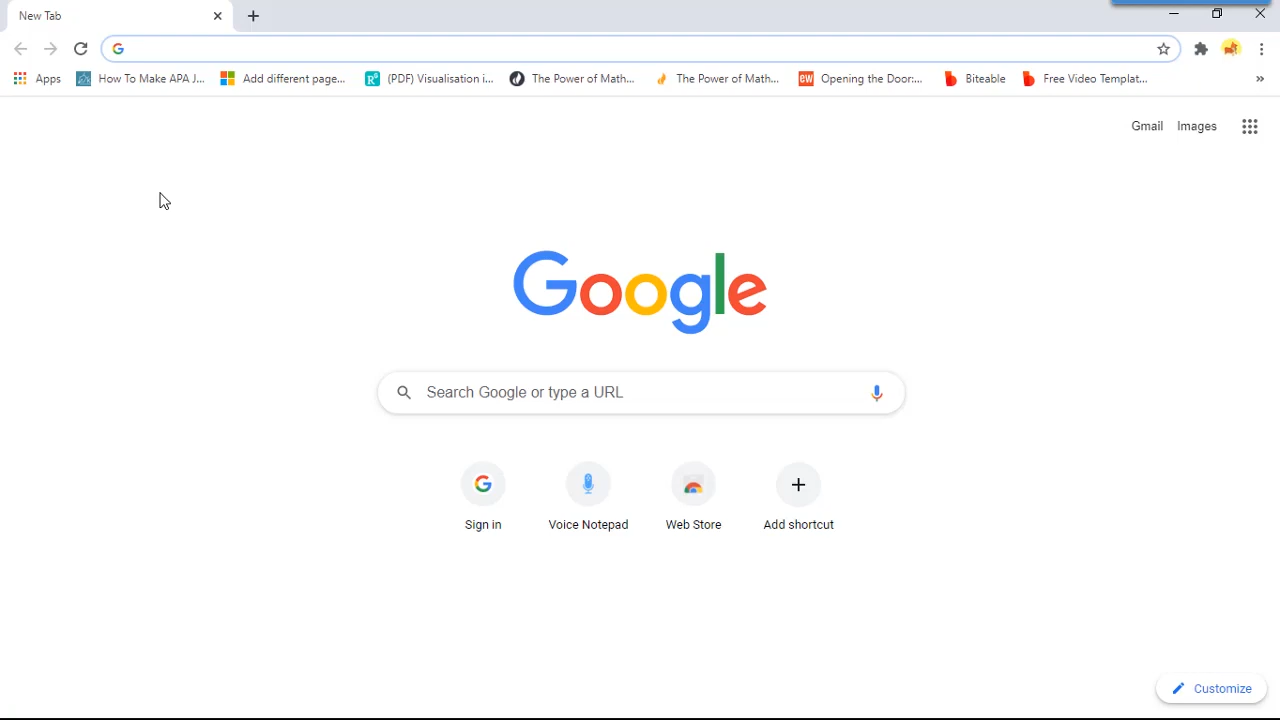 New Tab
Apps How To Make APA J... Add different page... (PDF) Visualisation i... The Power of Math... The Power of Math... Opening the Door:... Biteable Free Video Templat... »
Gmail Images
Google
Search Google or type a URL
Sign in Voice Notepad Web Store Add shortcut
Customize